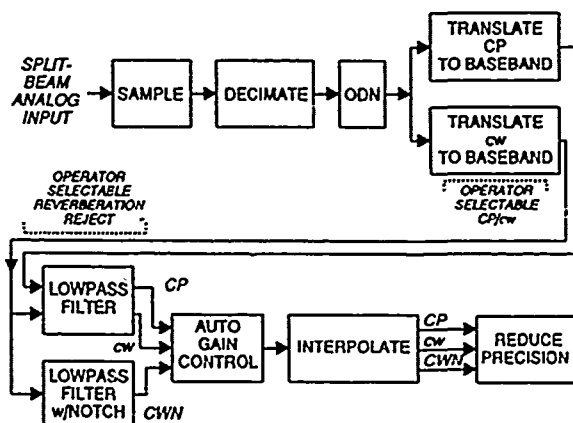 SPLIT-
BEAM
ANALOG
INPUT
SAMPLE
DECIMATE
ODN
TRANSLATE
CP
TO BASEBAND
TRANSLATE
cw
TO BASEBAND
OPERATOR
SELECTABLE
CP/cw
OPERATOR
SELECTABLE
REVERBERATION
REJECT
LOWPASS
FILTER
CP
cw
LOWPASS
FILTER
w/NOTCH
CWN
AUTO
GAIN
CONTROL
INTERPOLATE
CP
cw
CWN
REDUCE
PRECISION